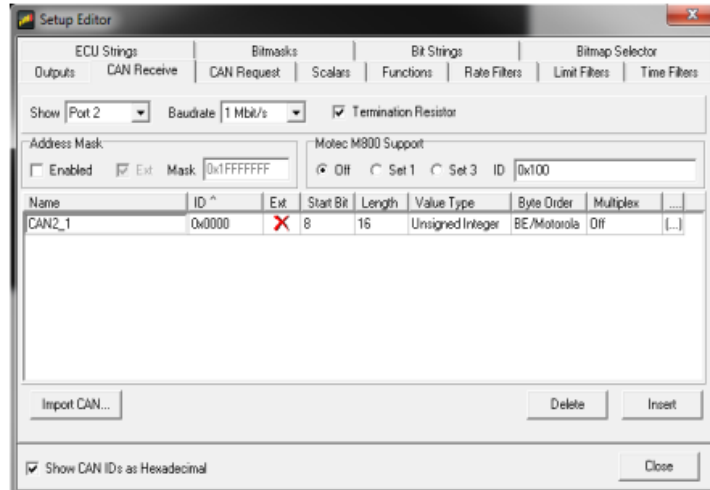 Setup Editor
ECU Strings Bitmasks Bit Strings Bitmap Selector
Outputs CAN Receive CAN Request Scalars Functions Rate Filters Limit Filters Time Filters
Show Port 2 Baudrate 1 Mbit/s Termination Resistor
Address Mask Motec M800 Support
Enabled Ext Mask 0x1FFFFFFF Off Set 1 Set 3 ID 0x100
Name ID ^ Ext Start Bit Length Value Type Byte Order Multiplex ....
CAN2_1 0x0000 8 16 Unsigned Integer BE/Motorola Off (...)
Import CAN... Delete Insert
Show CAN IDs as Hexadecimal Close